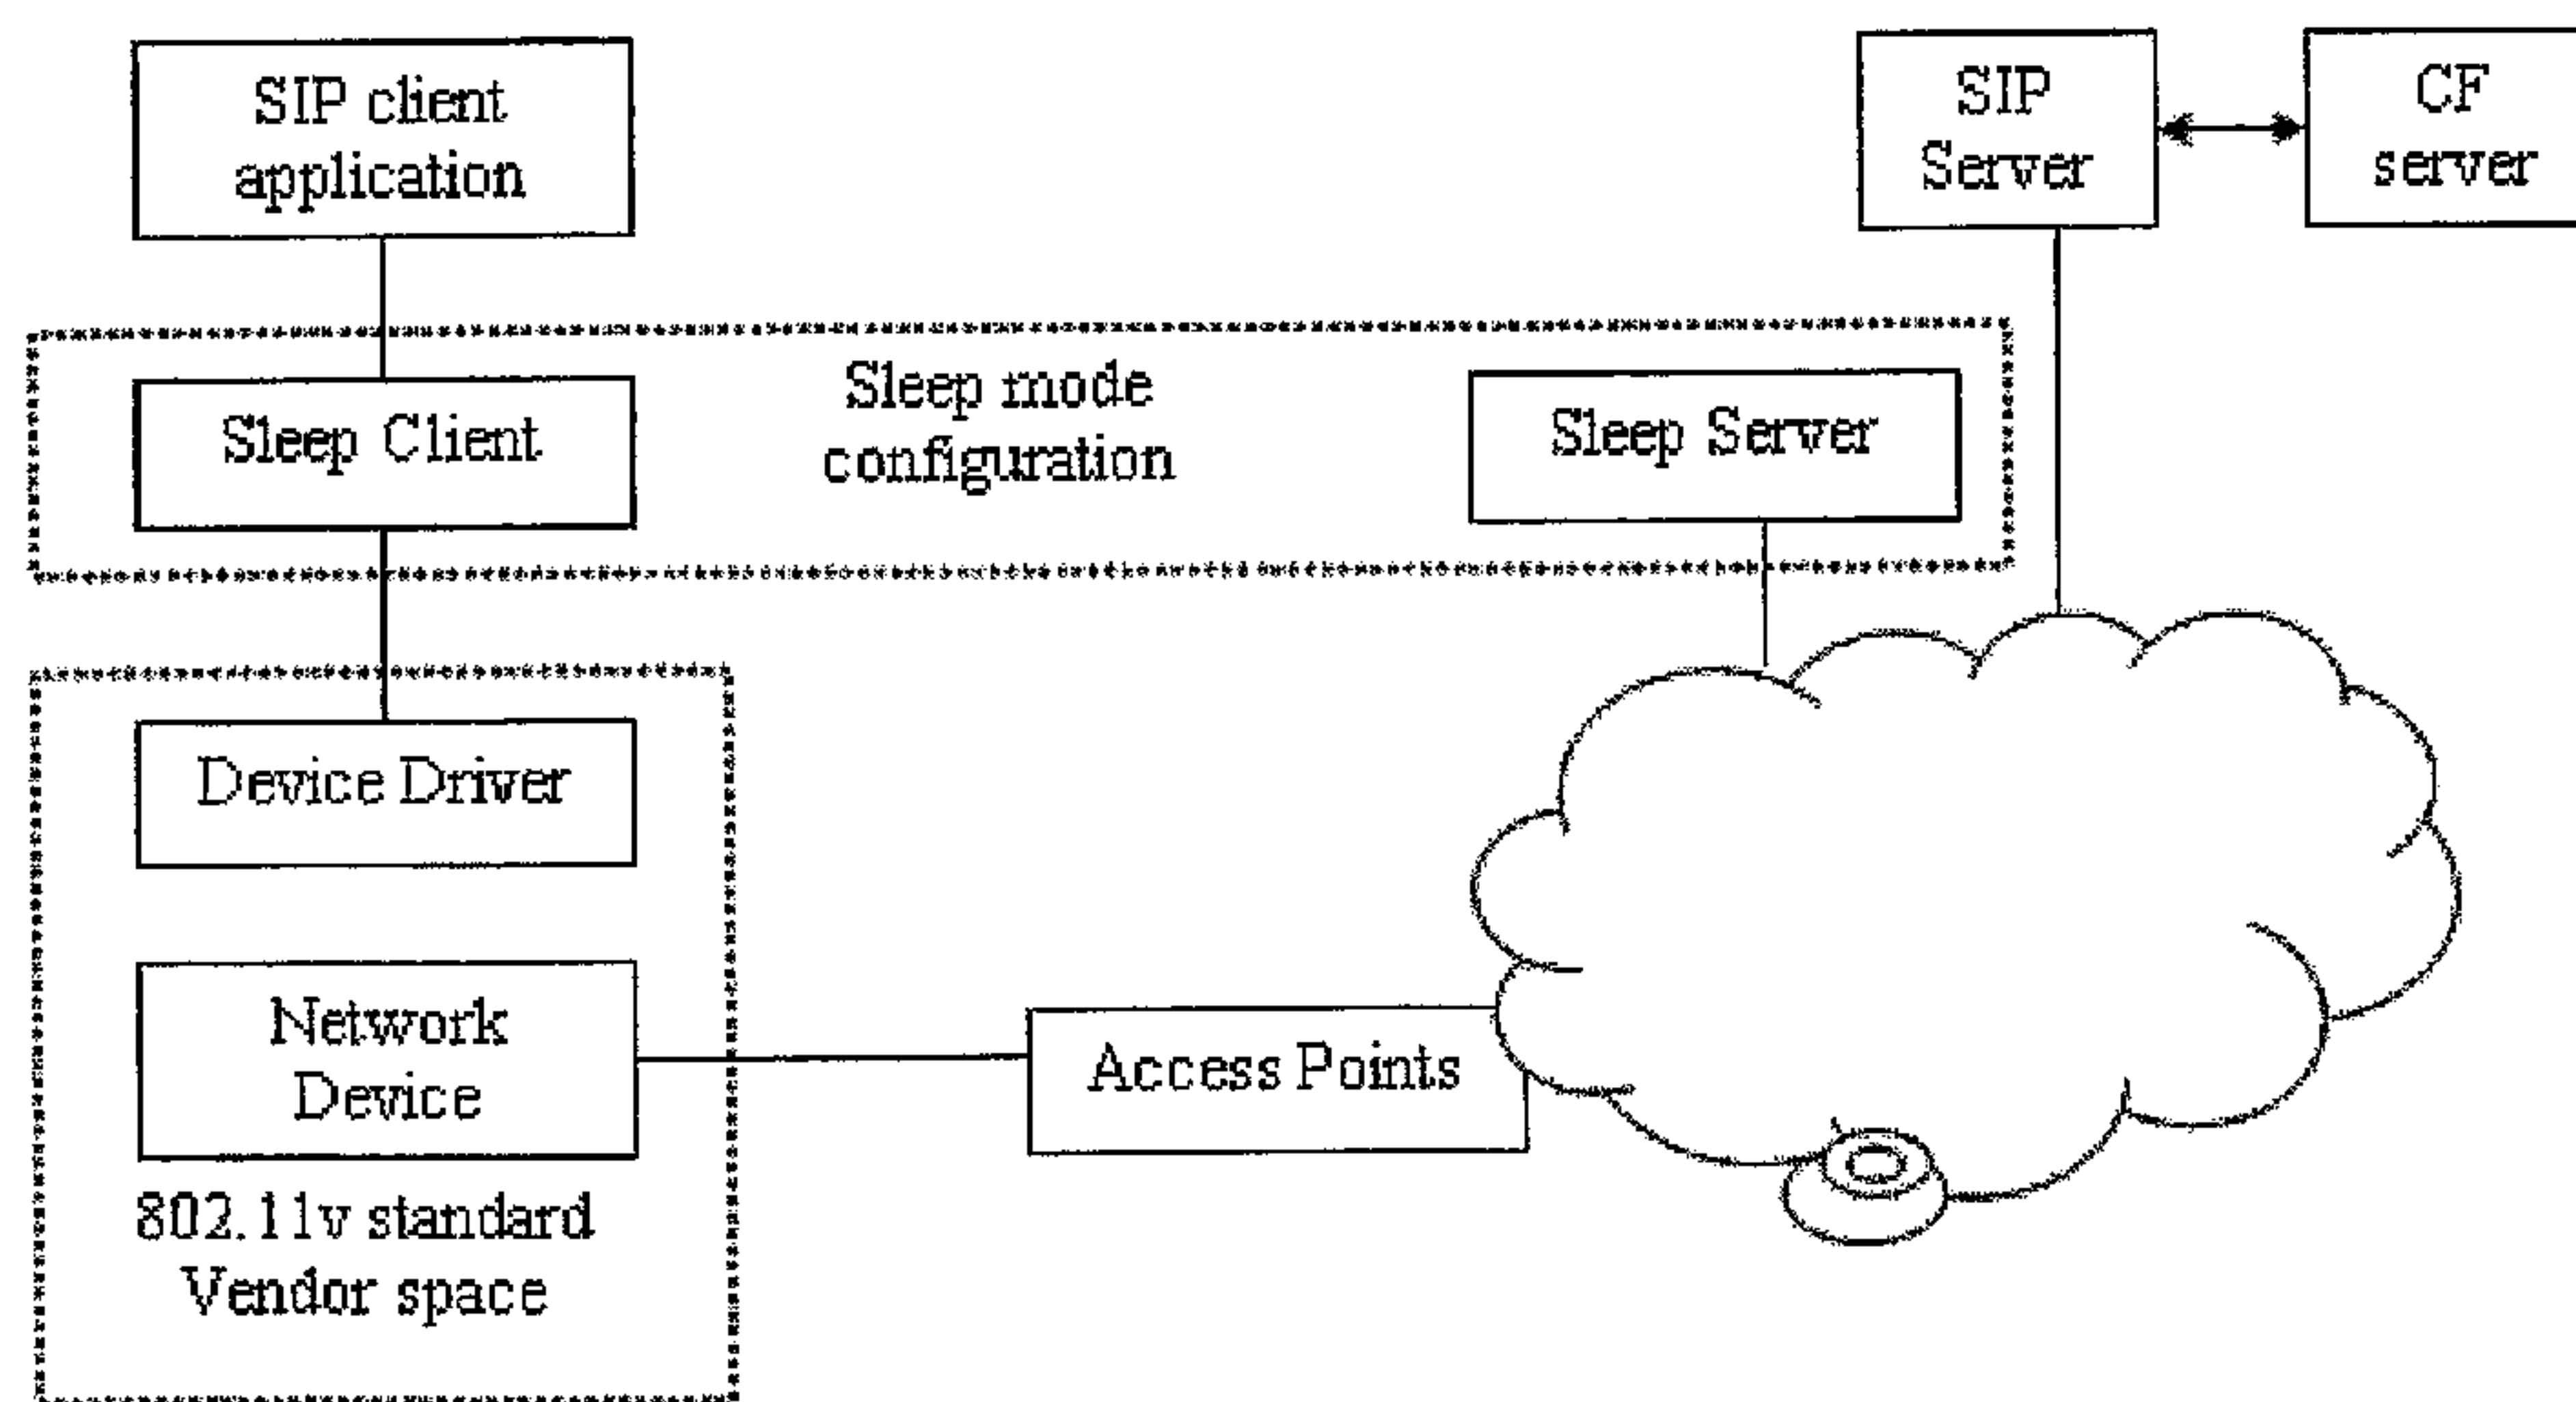 SIP client
application
SIP
Server
CF
server
Sleep Client
Sleep mode
configuration
Sleep Server
Device Driver
Network
Device
802.11v standard
Vendor space
Access Points